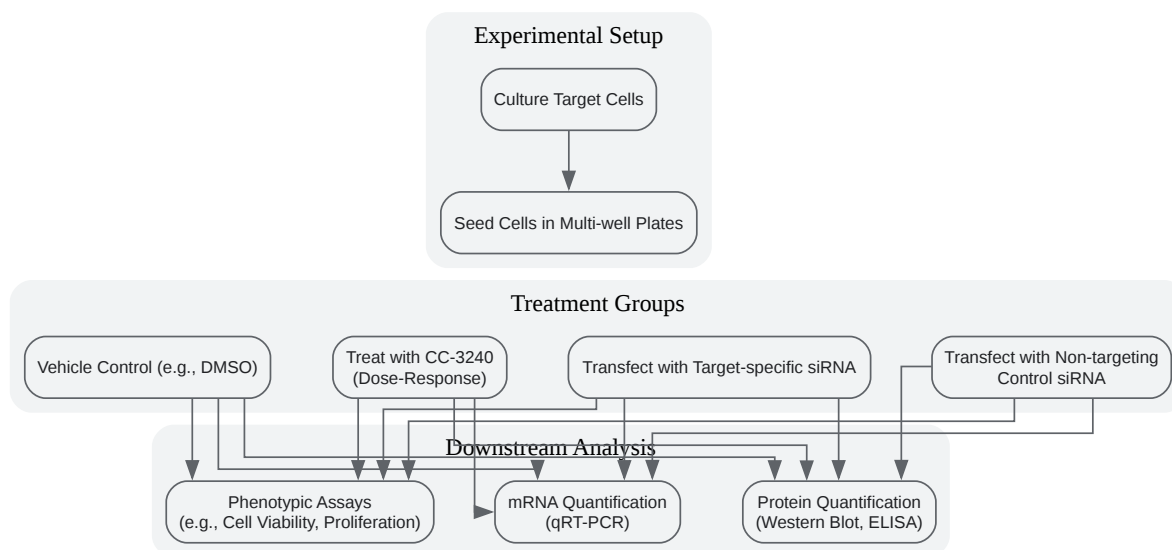 Experimental Setup
Culture Target Cells
Seed Cells in Multi-well Plates
Treatment Groups
Vehicle Control (e.g., DMSO)
Treat with CC-3240
(Dose-Response)
Transfect with Target-specific siRNA
Transfect with Non-targeting
Control siRNA
Downstream Analysis
Phenotypic Assays
(e.g., Cell Viability, Proliferation)
mRNA Quantification
(qRT-PCR)
Protein Quantification
(Western Blot, ELISA)